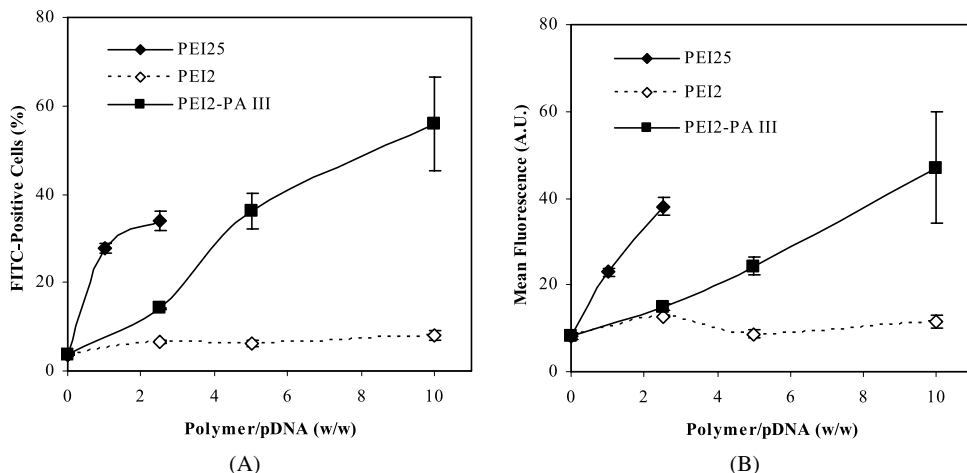 80
60
40
20
0
FITC-Positive Cells (%)
PEI25
PEI2
PEI2-PA III
0 2 4 6 8 10
Polymer/pDNA (w/w)
(A)
80
60
40
20
0
Mean Fluorescence (A.U.)
PEI25
PEI2
PEI2-PA III
0 2 4 6 8 10
Polymer/pDNA (w/w)
(B)